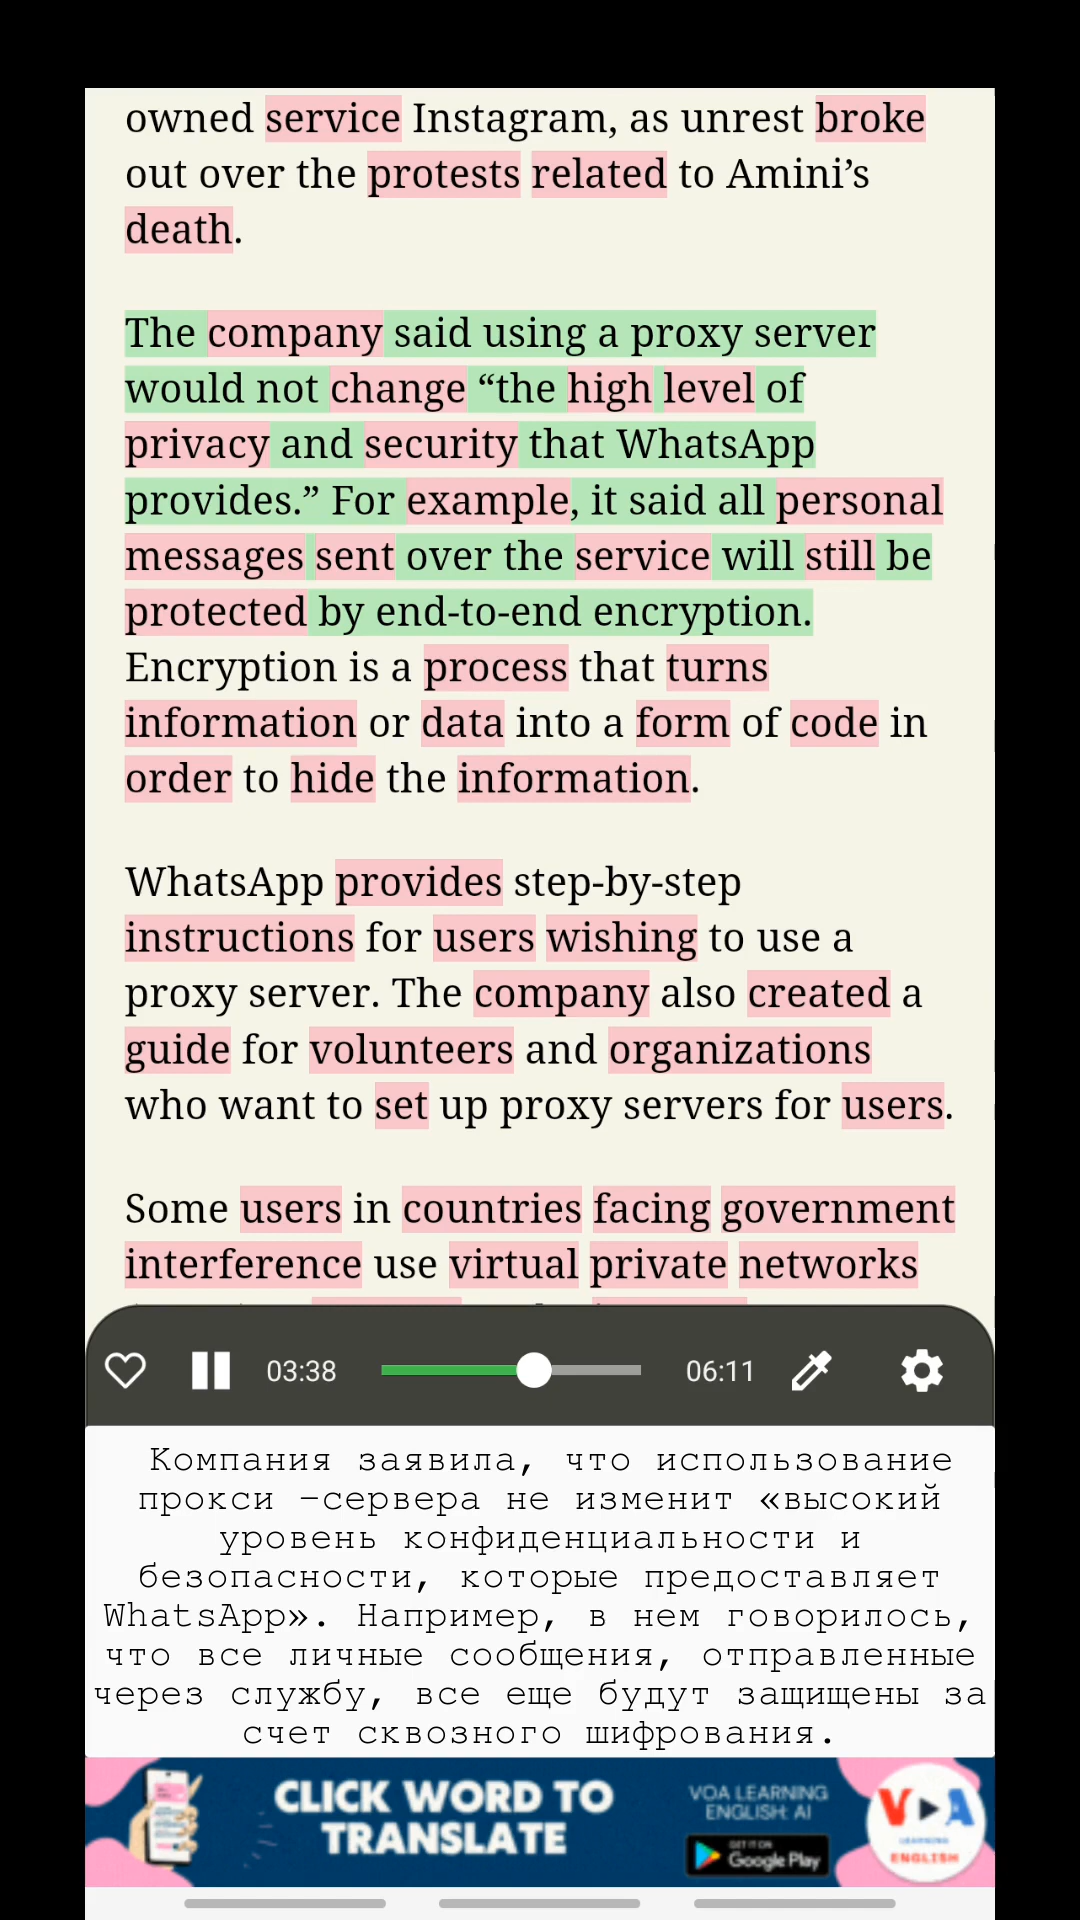 owned service Instagram, as unrest broke
out over the protests related to Amini’s
death.
The company said using a proxy server
would not change “the high level of
privacy and security that WhatsApp
provides.” For example, it said all personal
messages sent over the service will still be
protected by end-to-end encryption.
Encryption is a process that turns
information or data into a form of code in
order to hide the information.
WhatsApp provides step-by-step
instructions for users wishing to use a
proxy server. The company also created a
guide for volunteers and organizations
who want to set up proxy servers for users.
Some users in countries facing government
interference use virtual private networks
03:38
06:11
Компания заявила, что использование
прокси -сервера не изменит «высокий
уровень конфиденциальности и
безопасности, которые предоставляет
WhatsApp». Например, в нем говорилось,
что все личные сообщения, отправленные
через службу, все еще будут защищены за
счет сквозного шифрования.
CLICK WORD TO
TRANSLATE
VOA LEARNING
ENGLISH: AI
GET IT ON
Google Play
VOA
LEARNING
ENGLISH